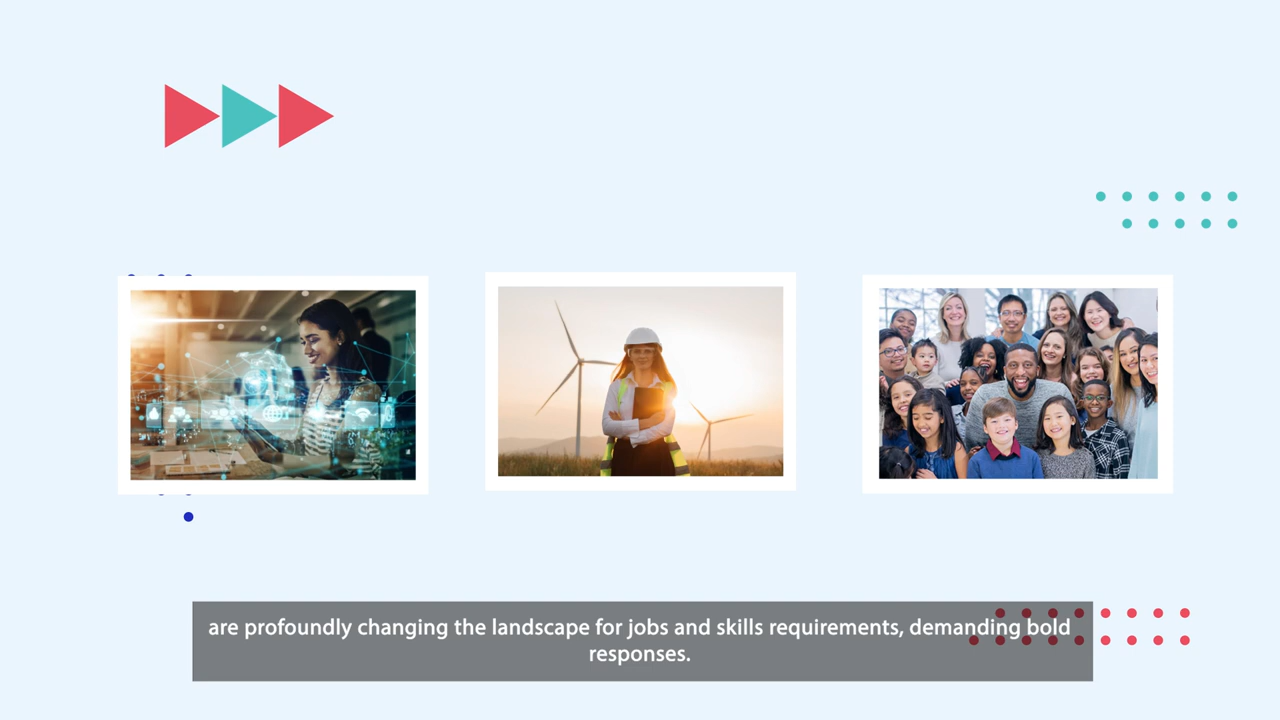 are profoundly changing the landscape for jobs and skills requirements, demanding bold
responses.